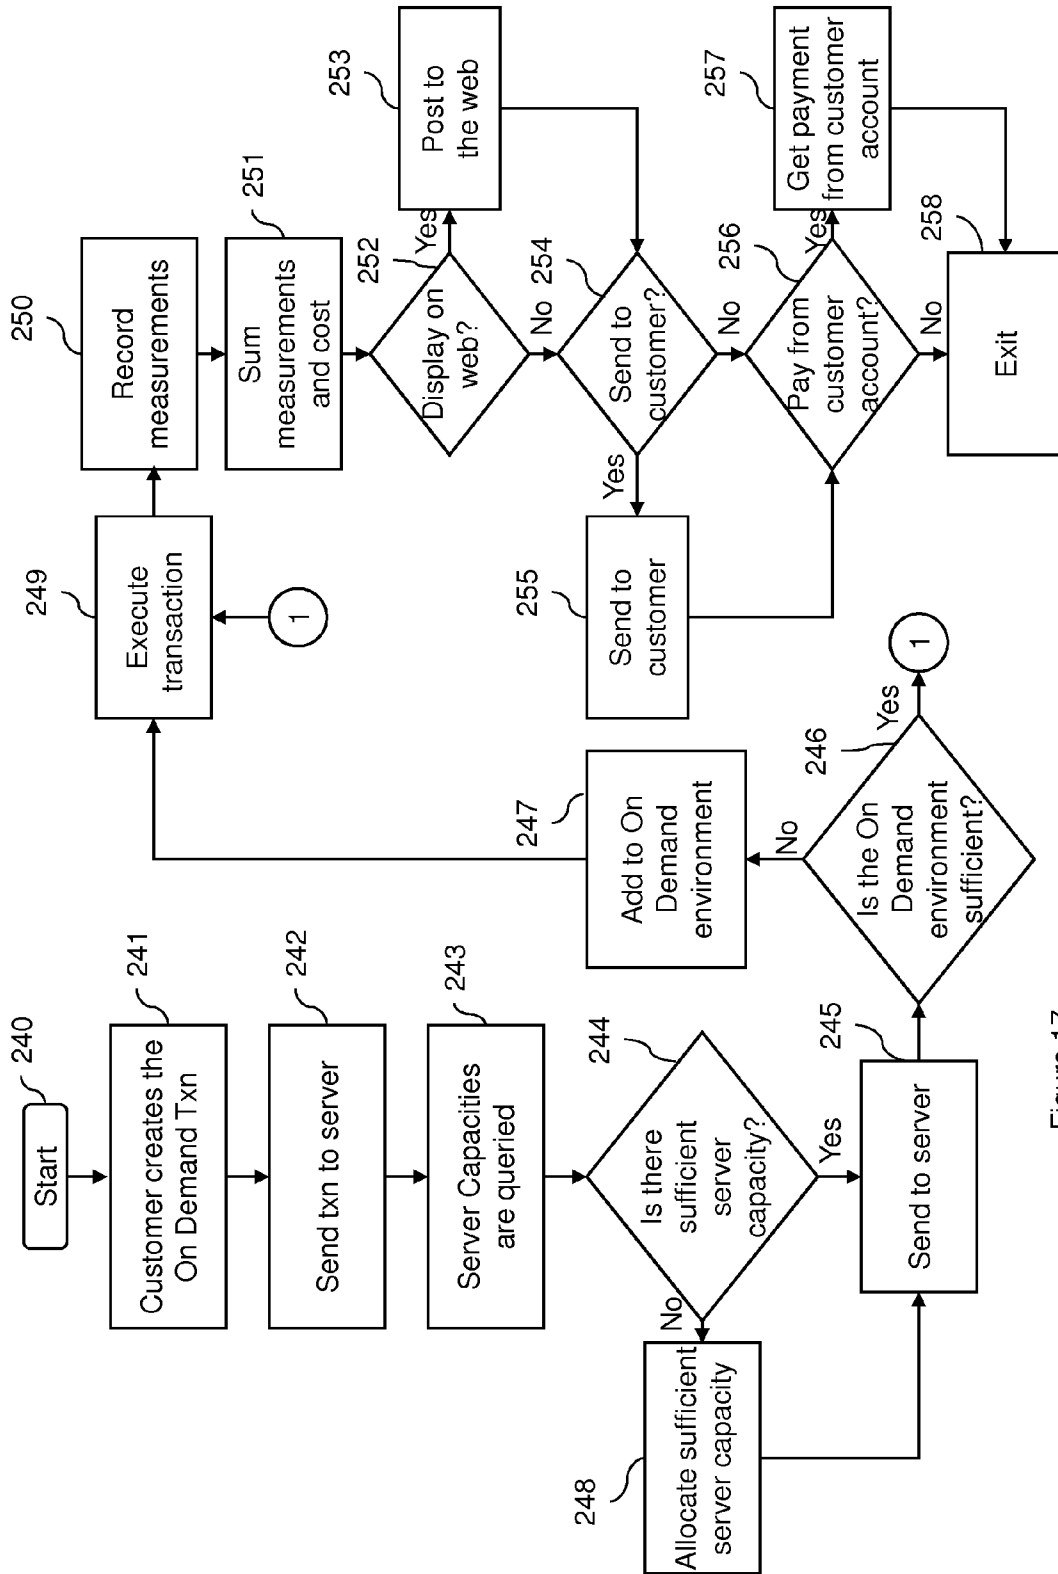 240
Start
241
Customer creates the
On Demand Txn
242
Send txn to server
243
Server Capacities
are queried
244
Is there
sufficient
server
capacity?
No
Yes
248
Allocate sufficient
server capacity
245
Send to server
246
Is the On
Demand
environment
sufficient?
No
Yes
1
247
Add to On
Demand
environment
249
Execute
transaction
1
250
Record
measurements
251
Sum
measurements
and cost
252
Display on
web?
Yes
No
253
Post to
the web
254
Send to
customer?
Yes
No
255
Send to
customer
256
Pay from
customer
account?
Yes
No
257
Get payment
from customer
account
258
Exit
Figure 17